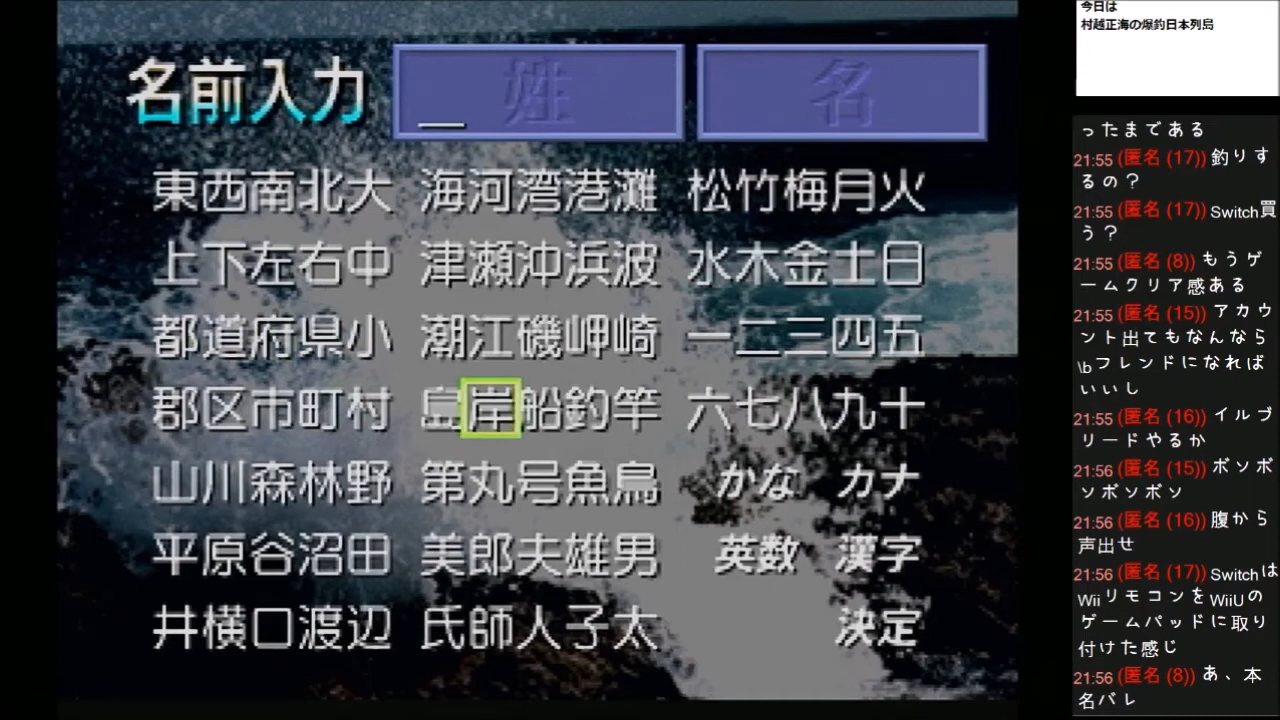 名前入力 姓 名
東西南北大 海河湾港灘 松竹梅月火
上下左右中 津瀬沖浜波 水木金土日
都道府県小 潮江磯岬崎 一二三四五
郡区市町村 島岸船釣竿 六七八九十
山川森林野 第丸号魚鳥 かな カナ
平原谷沼田 美郎夫雄男 英数 漢字
井横口渡辺 氏師人子太 決定
今日は
村越正海の爆釣日本列島
ったまである
21:55 (匿名 (17)) 釣りす
るの?
21:55 (匿名 (17)) Switch買
う?
21:55 (匿名 (8)) もうゲ
ームクリア感ある
21:55 (匿名 (15)) アカウ
ント出てもなんなら
\bフレンドになれば
いいし
21:55 (匿名 (16)) イルブ
リードやるか
21:56 (匿名 (15)) ボソボ
ソボソボソ
21:56 (匿名 (16)) 腹から
声出せ
21:56 (匿名 (17)) Switchは
Wiiリモコンを WiiUの
ゲームパッドに取り
付けた感じ
21:56 (匿名 (8)) あ、本
名バレ